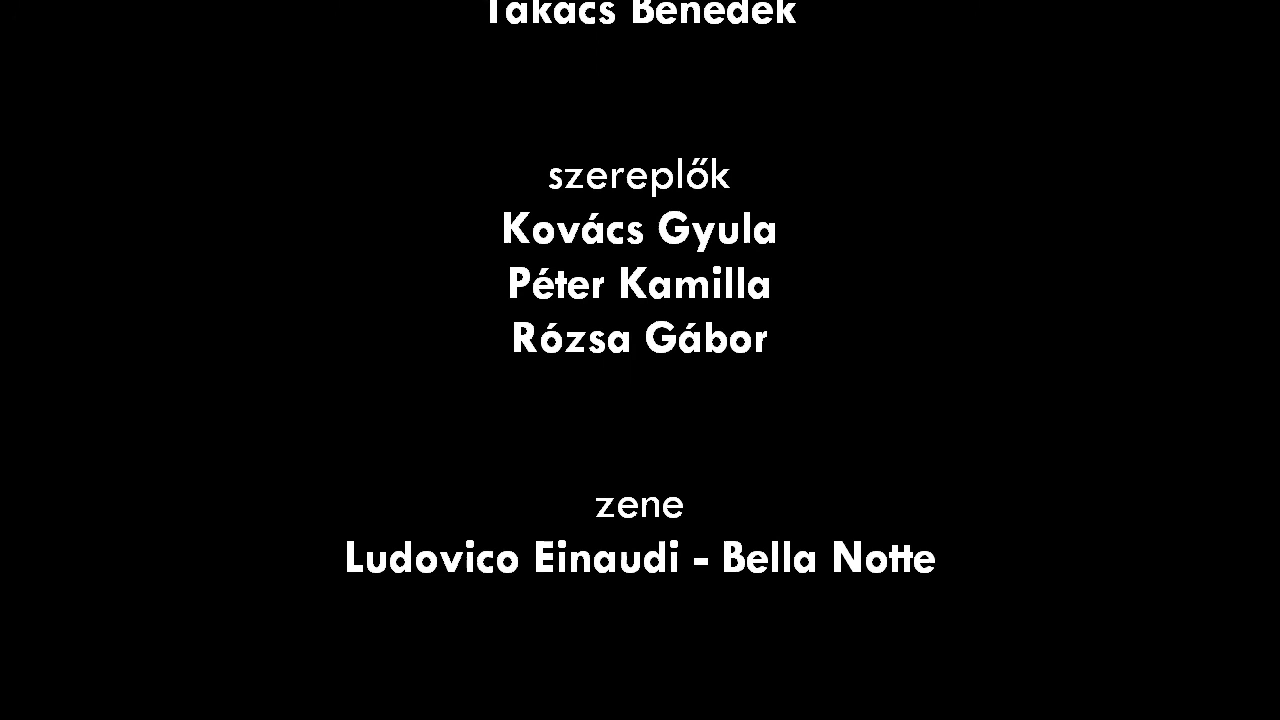 Takács Benedek
szereplők
Kovács Gyula
Péter Kamilla
Rózsa Gábor
zene
Ludovico Einaudi - Bella Notte